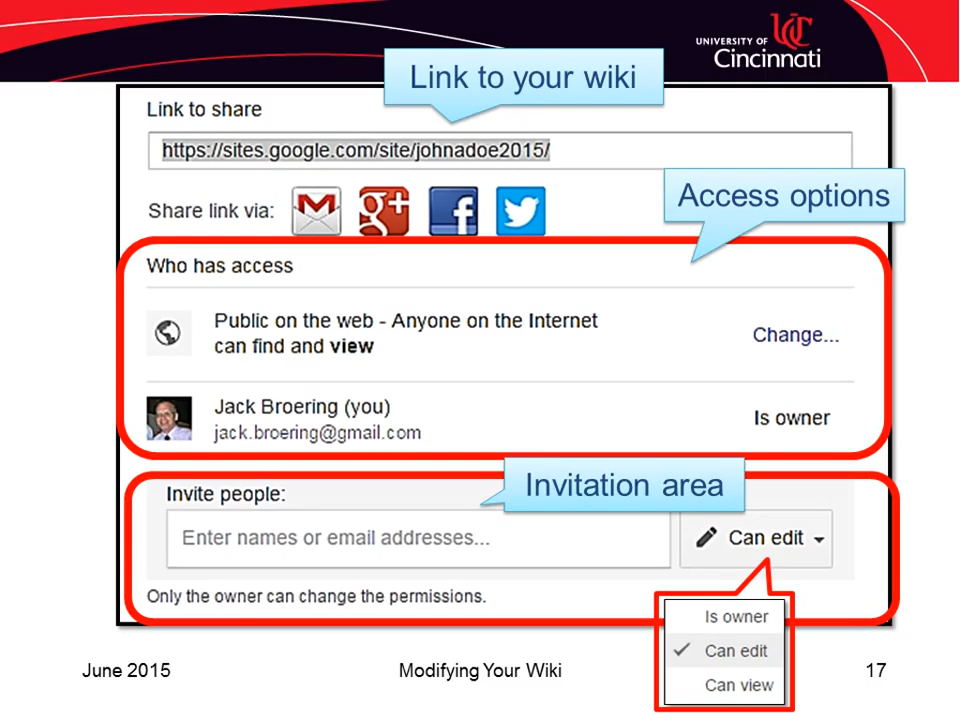 UNIVERSITY OF
Cincinnati
Link to your wiki
Link to share
https://sites.google.com/site/johnadoe2015/
Share link via:
Access options
Who has access
Public on the web - Anyone on the Internet
can find and view
Change...
Jack Broering (you)
jack.broering@gmail.com
Is owner
Invitation area
Invite people:
Enter names or email addresses...
Can edit
Only the owner can change the permissions.
Is owner
Can edit
Can view
June 2015
Modifying Your Wiki
17